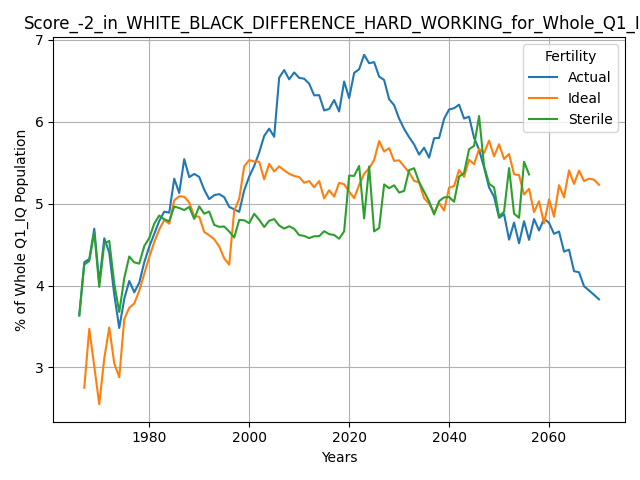 Score_-2_in_WHITE_BLACK_DIFFERENCE_HARD_WORKING_for_Whole_Q1_I
7
6
5
4
3
% of Whole Q1_IQ Population
Fertility
Actual
Ideal
Sterile
1980
2000
2020
2040
2060
Years